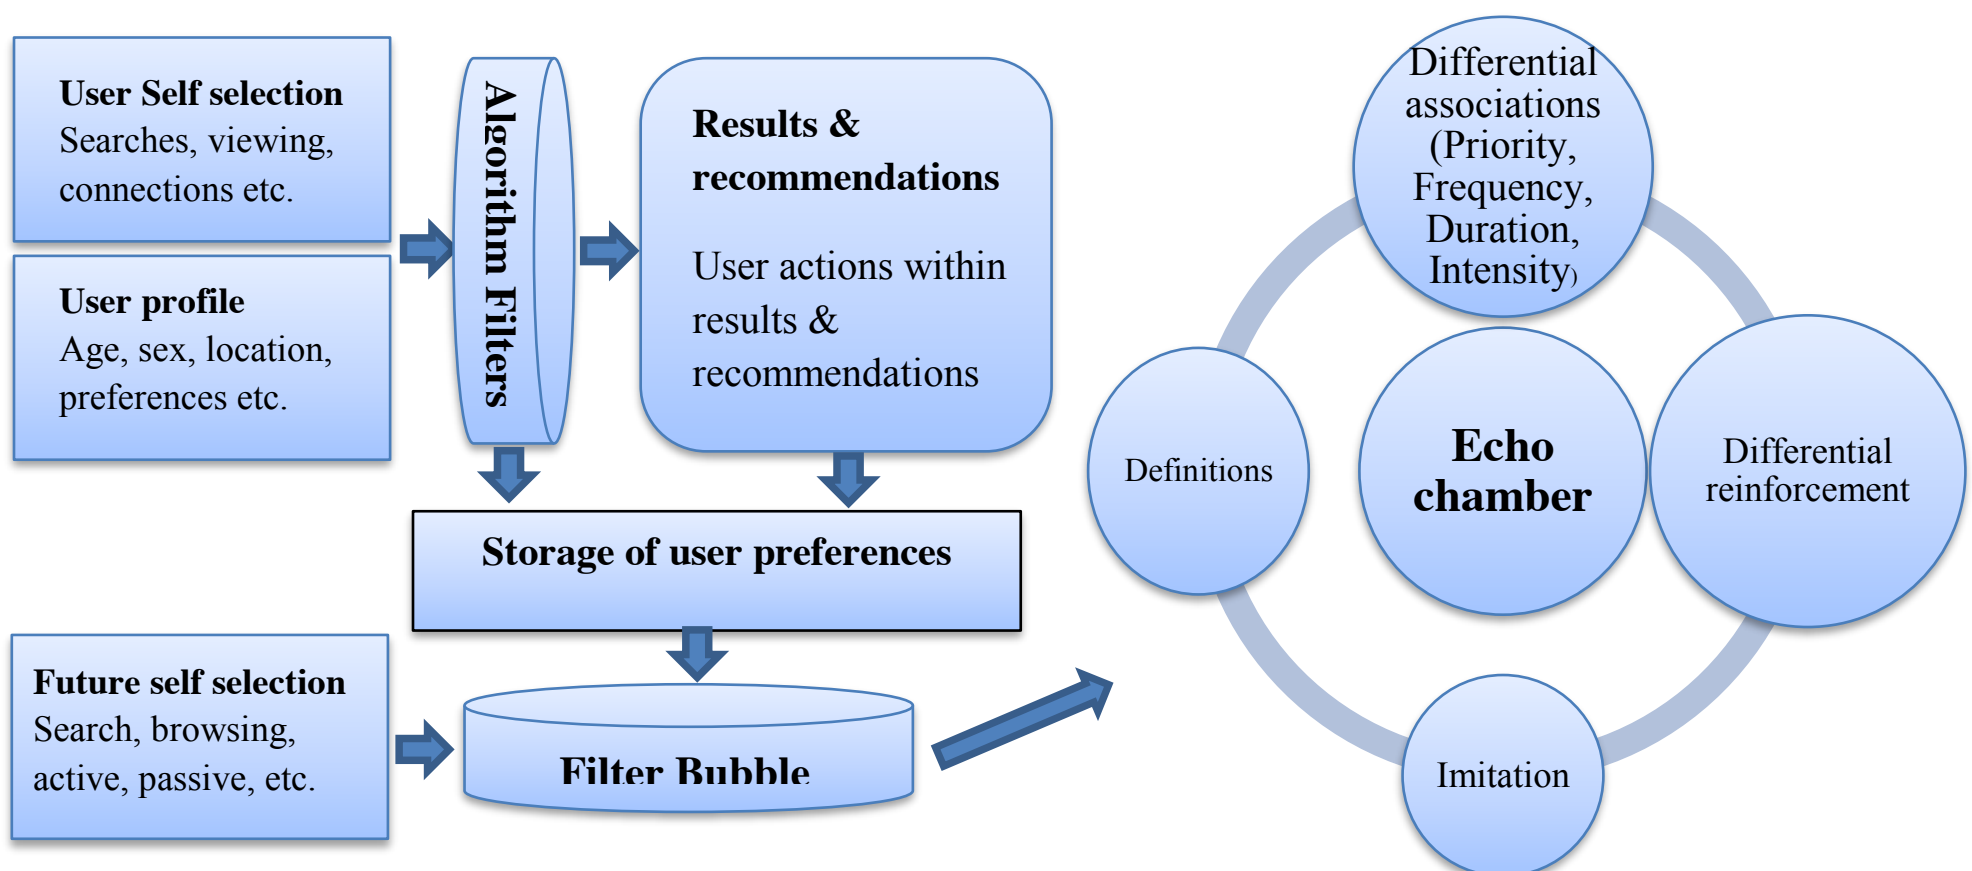 User Self selection
Searches, viewing,
connections etc.
User profile
Age, sex, location,
preferences etc.
Algorithm Filters
Results &
recommendations
User actions within
results &
recommendations
Storage of user preferences
Future self selection
Search, browsing,
active, passive, etc.
Filter Bubble
Differential
associations
(Priority,
Frequency,
Duration,
Intensity)
Definitions
Echo
chamber
Differential
reinforcement
Imitation